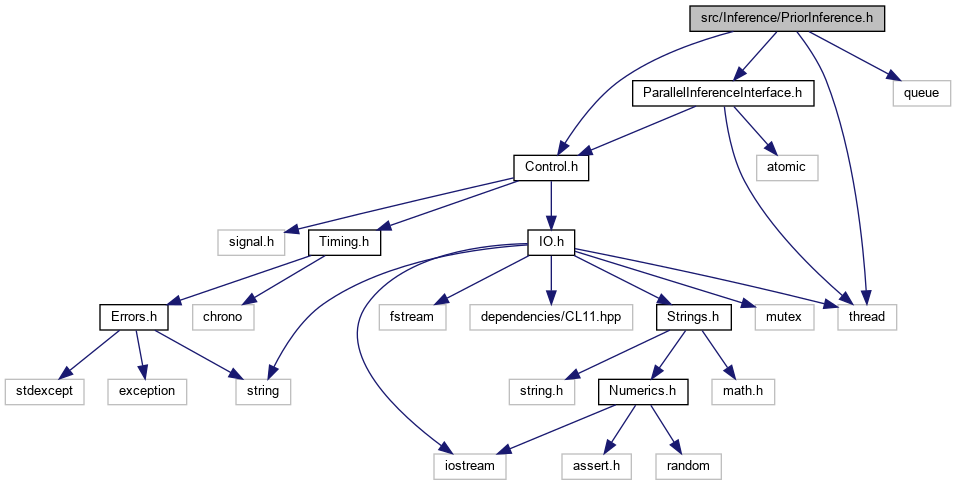 src/Inference/PriorInference.h
ParallelInferenceInterface.h
queue
Control.h
atomic
signal.h
Timing.h
IO.h
Errors.h
chrono
fstream
dependencies/CL11.hpp
Strings.h
mutex
thread
stdexcept
exception
string
string.h
Numerics.h
math.h
iostream
assert.h
random